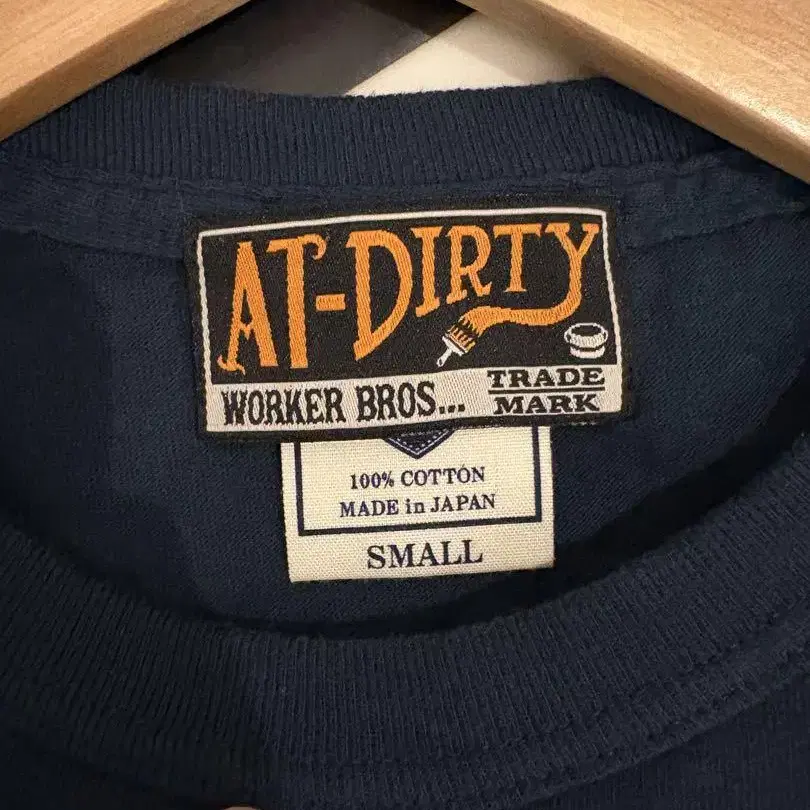 AT-DIRTY
WORKER BROS...
TRADE
MARK
100% COTTON
MADE in JAPAN
SMALL